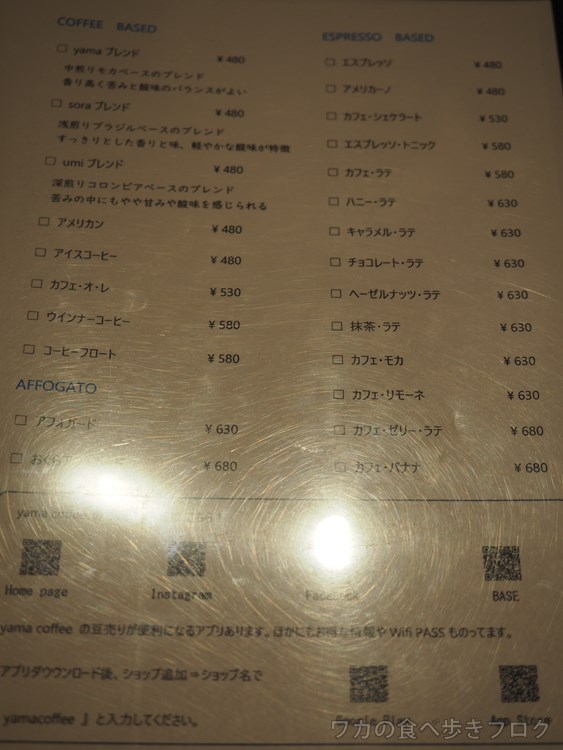 COFFEE BASED
□ yama ブレンド ¥480
中煎りモカベースのブレンド
香り高く苦みと酸味のバランスがよい
□ sora ブレンド ¥480
浅煎りブラジルベースのブレンド
すっきりとした香りと味、軽やかな酸味が特徴
□ umi ブレンド ¥480
深煎りコロンビアベースのブレンド
苦みの中にもやや甘みや酸味を感じられる
□ アメリカン ¥480
□ アイスコーヒー ¥480
□ カフェ・オ・レ ¥530
□ ウインナーコーヒー ¥580
□ コーヒーフロート ¥580
AFFOGATO
□ アフォガード ¥630
□ おぐら ¥680
ESPRESSO BASED
□ エスプレッソ ¥480
□ アメリカーノ ¥480
□ カフェ・シェケラート ¥530
□ エスプレッソ・トニック ¥580
□ カフェ・ラテ ¥580
□ ハニー・ラテ ¥630
□ キャラメル・ラテ ¥630
□ チョコレート・ラテ ¥630
□ ヘーゼルナッツ・ラテ ¥630
□ 抹茶・ラテ ¥630
□ カフェ・モカ ¥630
□ カフェ・リモーネ ¥630
□ カフェ・ゼリー・ラテ ¥680
□ カフェ・バナナ ¥680
yama coffee
Home page
Instagram
Facebook
BASE
yama coffee の豆売りが便利になるアプリあります。ほかにもお得な情報や Wifi PASS ものってます。
アプリダウウンロード後、ショップ追加⇒ショップ名で
yamacoffee 』と入力してください。
Google Play
App Store
ワカの食べ歩きブログ